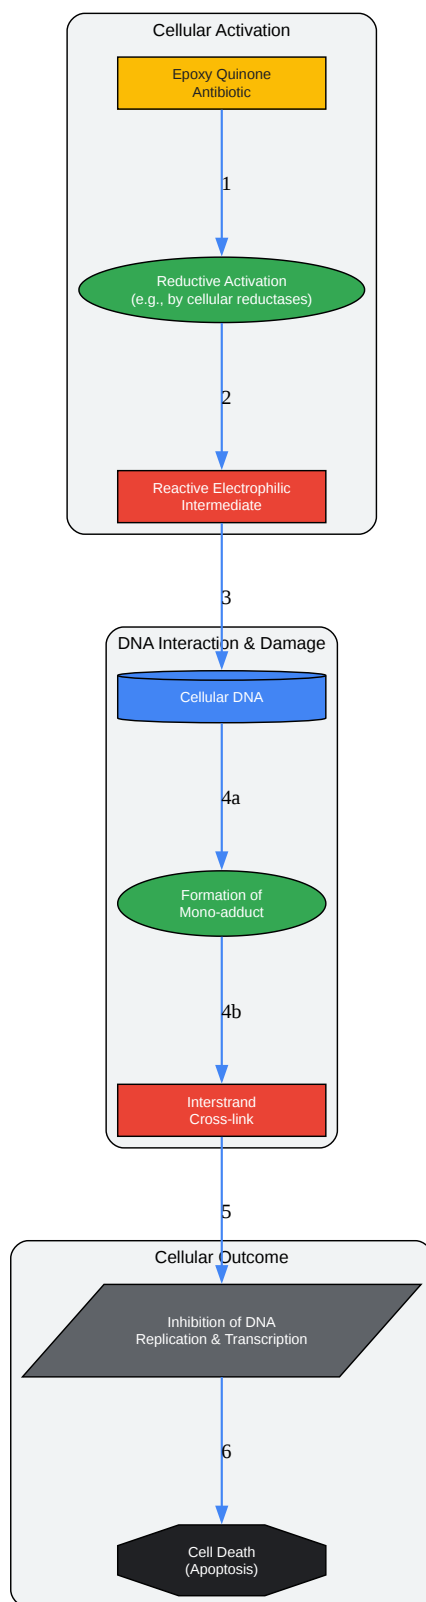 Cellular Activation
Epoxy Quinone
Antibiotic
1
Reductive Activation
(e.g., by cellular reductases)
2
Reactive Electrophilic
Intermediate
3
DNA Interaction & Damage
Cellular DNA
4a
Formation of
Mono-adduct
4b
Interstrand
Cross-link
5
Cellular Outcome
Inhibition of DNA
Replication & Transcription
6
Cell Death
(Apoptosis)